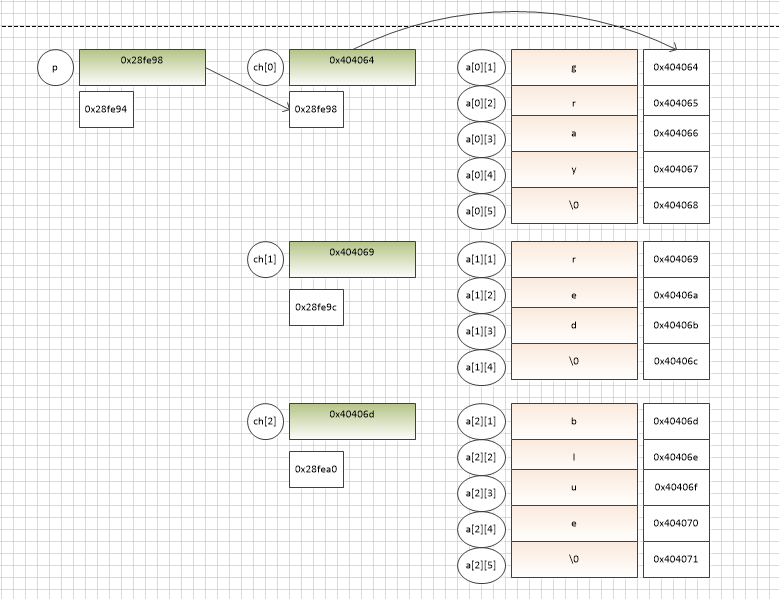 p 0x28fe98 ch[0] 0x404064 a[0][1] g 0x404064
0x28fe94 0x28fe98 a[0][2] r 0x404065
a[0][3] a 0x404066
a[0][4] y 0x404067
a[0][5] \0 0x404068
ch[1] 0x404069 a[1][1] r 0x404069
0x28fe9c a[1][2] e 0x40406a
a[1][3] d 0x40406b
a[1][4] \0 0x40406c
ch[2] 0x40406d a[2][1] b 0x40406d
0x28fea0 a[2][2] l 0x40406e
a[2][3] u 0x40406f
a[2][4] e 0x404070
a[2][5] \0 0x404071